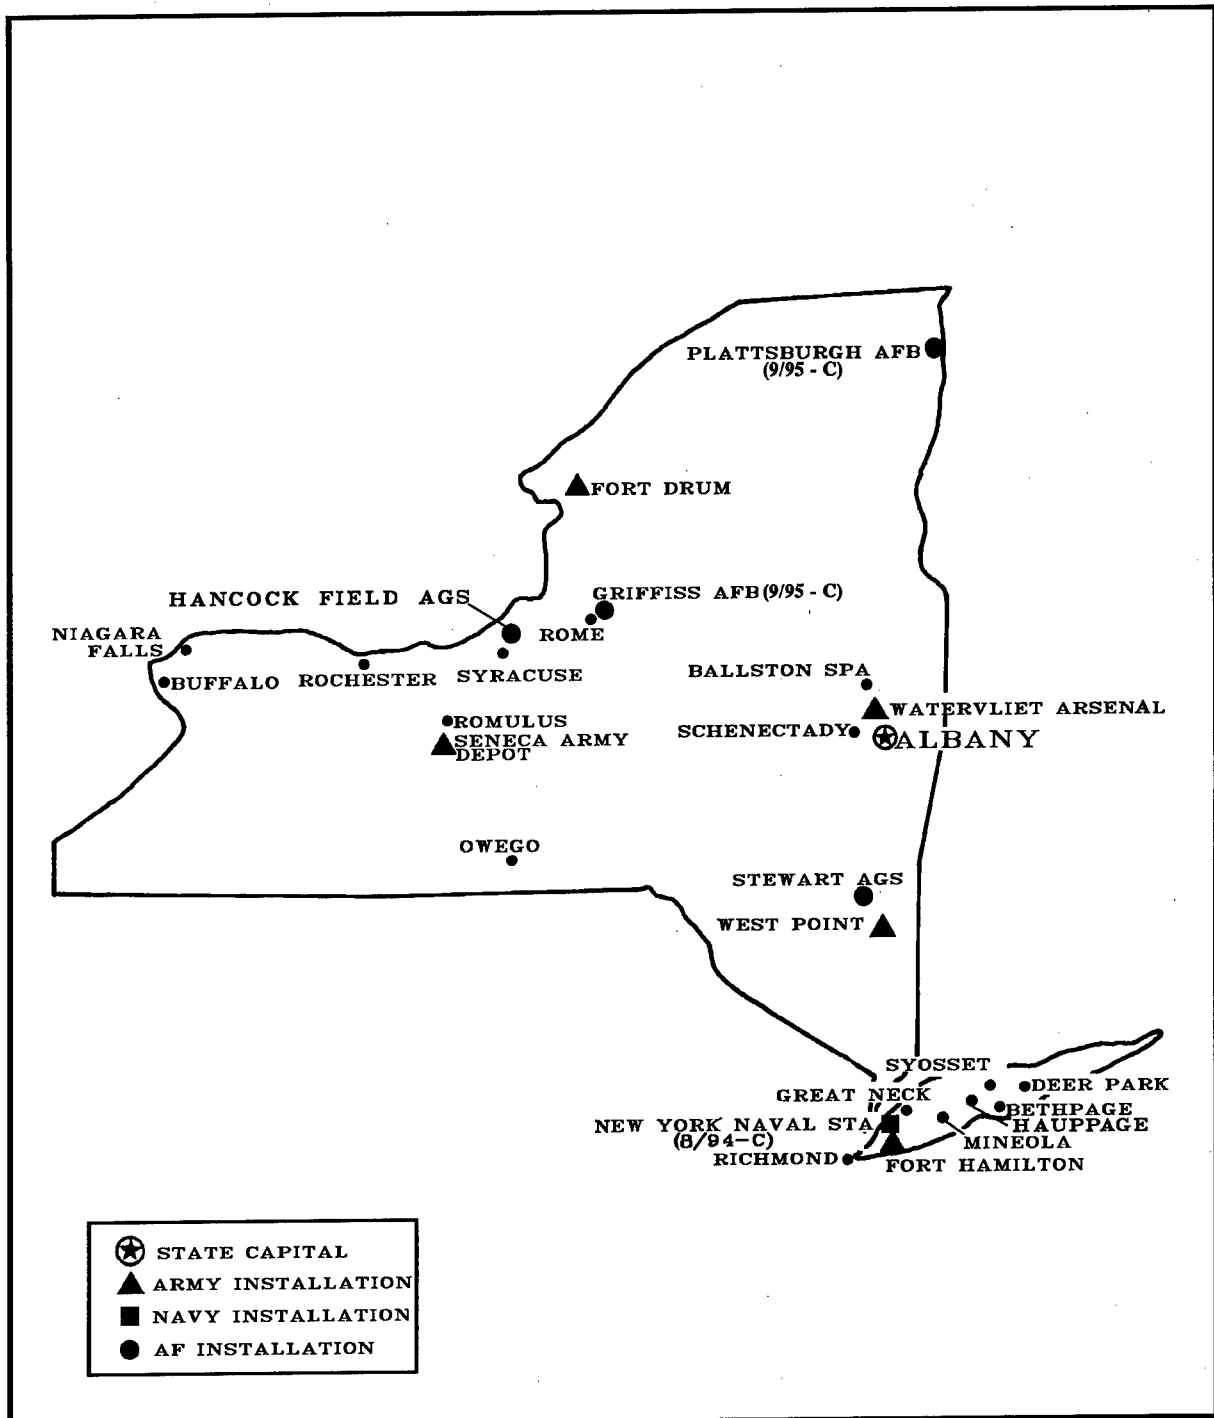 PLATTSBURGH AFB
(9/95 - C)
FORT DRUM
GRIFFISS AFB (9/95 - C)
HANCOCK FIELD AGS
ROME
NIAGARA
FALLS
SYRACUSE
BUFFALO
ROCHESTER
BALLSTON SPA
WATERVLIET ARSENAL
ROMULUS
SCHENECTADY
ALBANY
SENECA ARMY
DEPOT
OWEGO
STEWART AGS
WEST POINT
SYOSSET
DEER PARK
GREAT NECK
BETHPAGE
NEW YORK NAVAL STA
HAUPPAGE
(8/94-C)
MINEOLA
RICHMOND
FORT HAMILTON
STATE CAPITAL
ARMY INSTALLATION
NAVY INSTALLATION
AF INSTALLATION